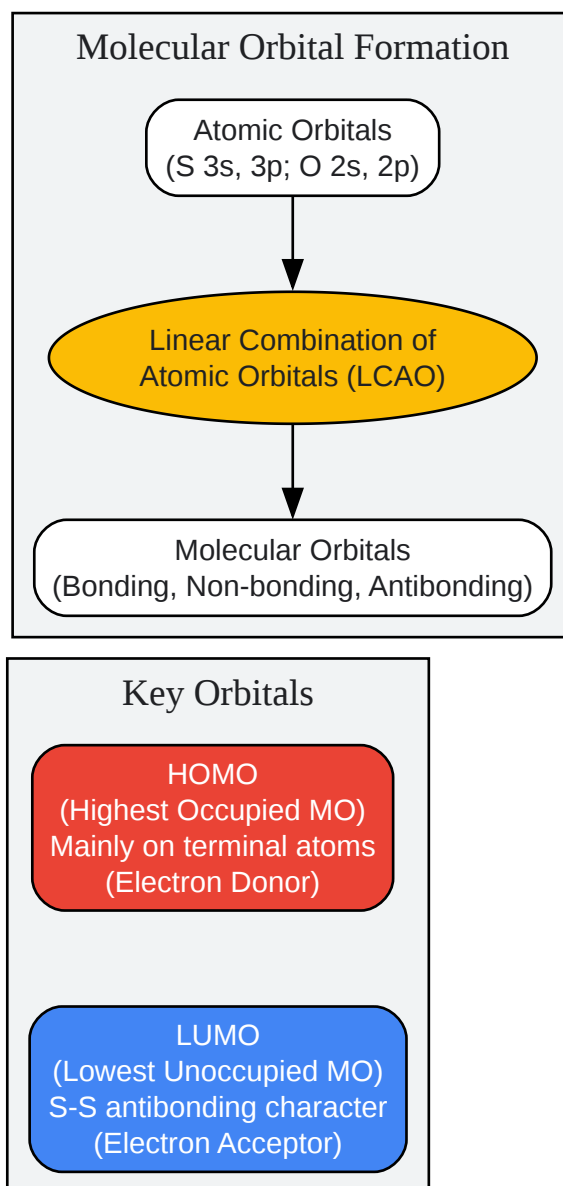 Molecular Orbital Formation
Atomic Orbitals
(S 3s, 3p; O 2s, 2p)
Linear Combination of
Atomic Orbitals (LCAO)
Molecular Orbitals
(Bonding, Non-bonding, Antibonding)
Key Orbitals
HOMO
(Highest Occupied MO)
Mainly on terminal atoms
(Electron Donor)
LUMO
(Lowest Unoccupied MO)
S-S antibonding character
(Electron Acceptor)